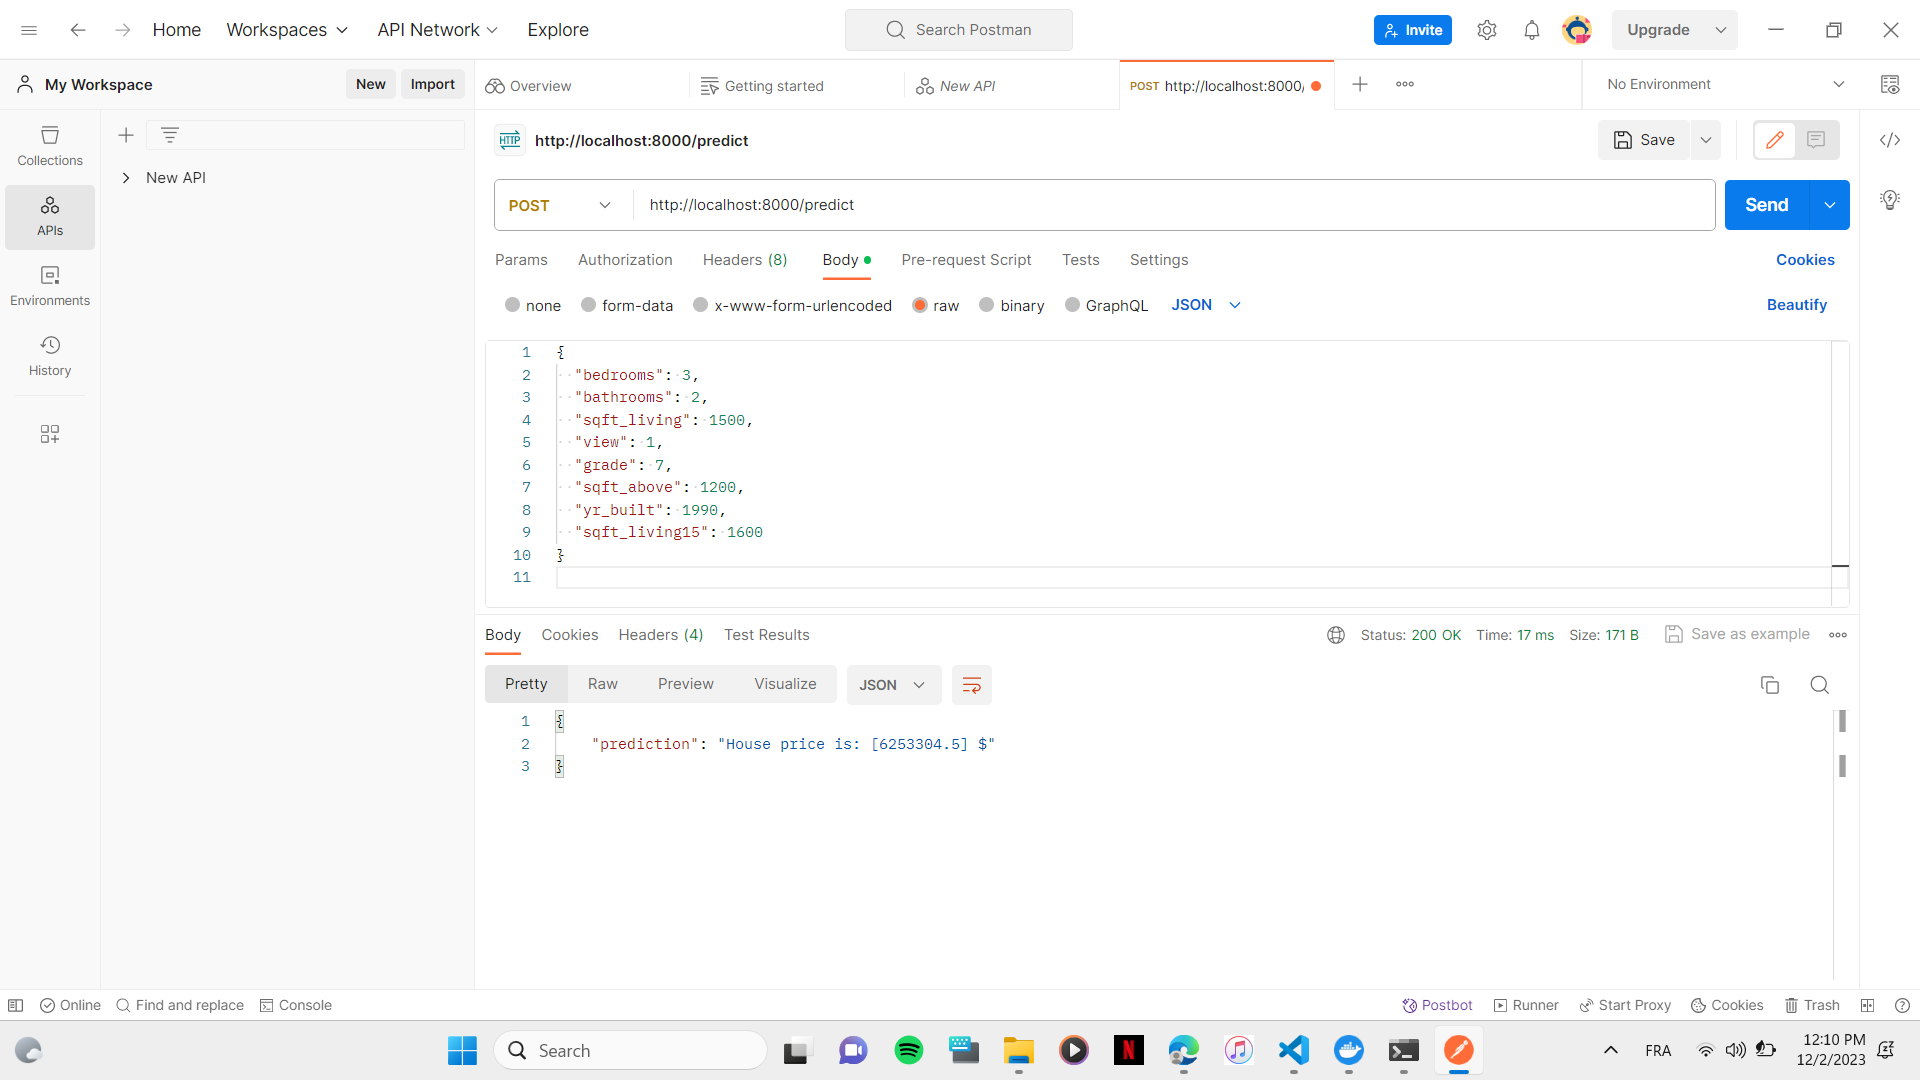 Home Workspaces API Network Explore Search Postman Invite Upgrade
My Workspace New Import Overview Getting started New API POST http://localhost:8000/ No Environment
Collections
APIs
Environments
History
New API
HTTP http://localhost:8000/predict Save
POST http://localhost:8000/predict Send
Params Authorization Headers (8) Body Pre-request Script Tests Settings Cookies
none form-data x-www-form-urlencoded raw binary GraphQL JSON Beautify
1 {
2 "bedrooms": 3,
3 "bathrooms": 2,
4 "sqft_living": 1500,
5 "view": 1,
6 "grade": 7,
7 "sqft_above": 1200,
8 "yr_built": 1990,
9 "sqft_living15": 1600
10 }
11
Body Cookies Headers (4) Test Results Status: 200 OK Time: 17 ms Size: 171 B Save as example
Pretty Raw Preview Visualize JSON
1 {
2 "prediction": "House price is: [6253304.5] $"
3 }
Online Find and replace Console Postbot Runner Start Proxy Cookies Trash
Search FRA 12:10 PM
12/2/2023